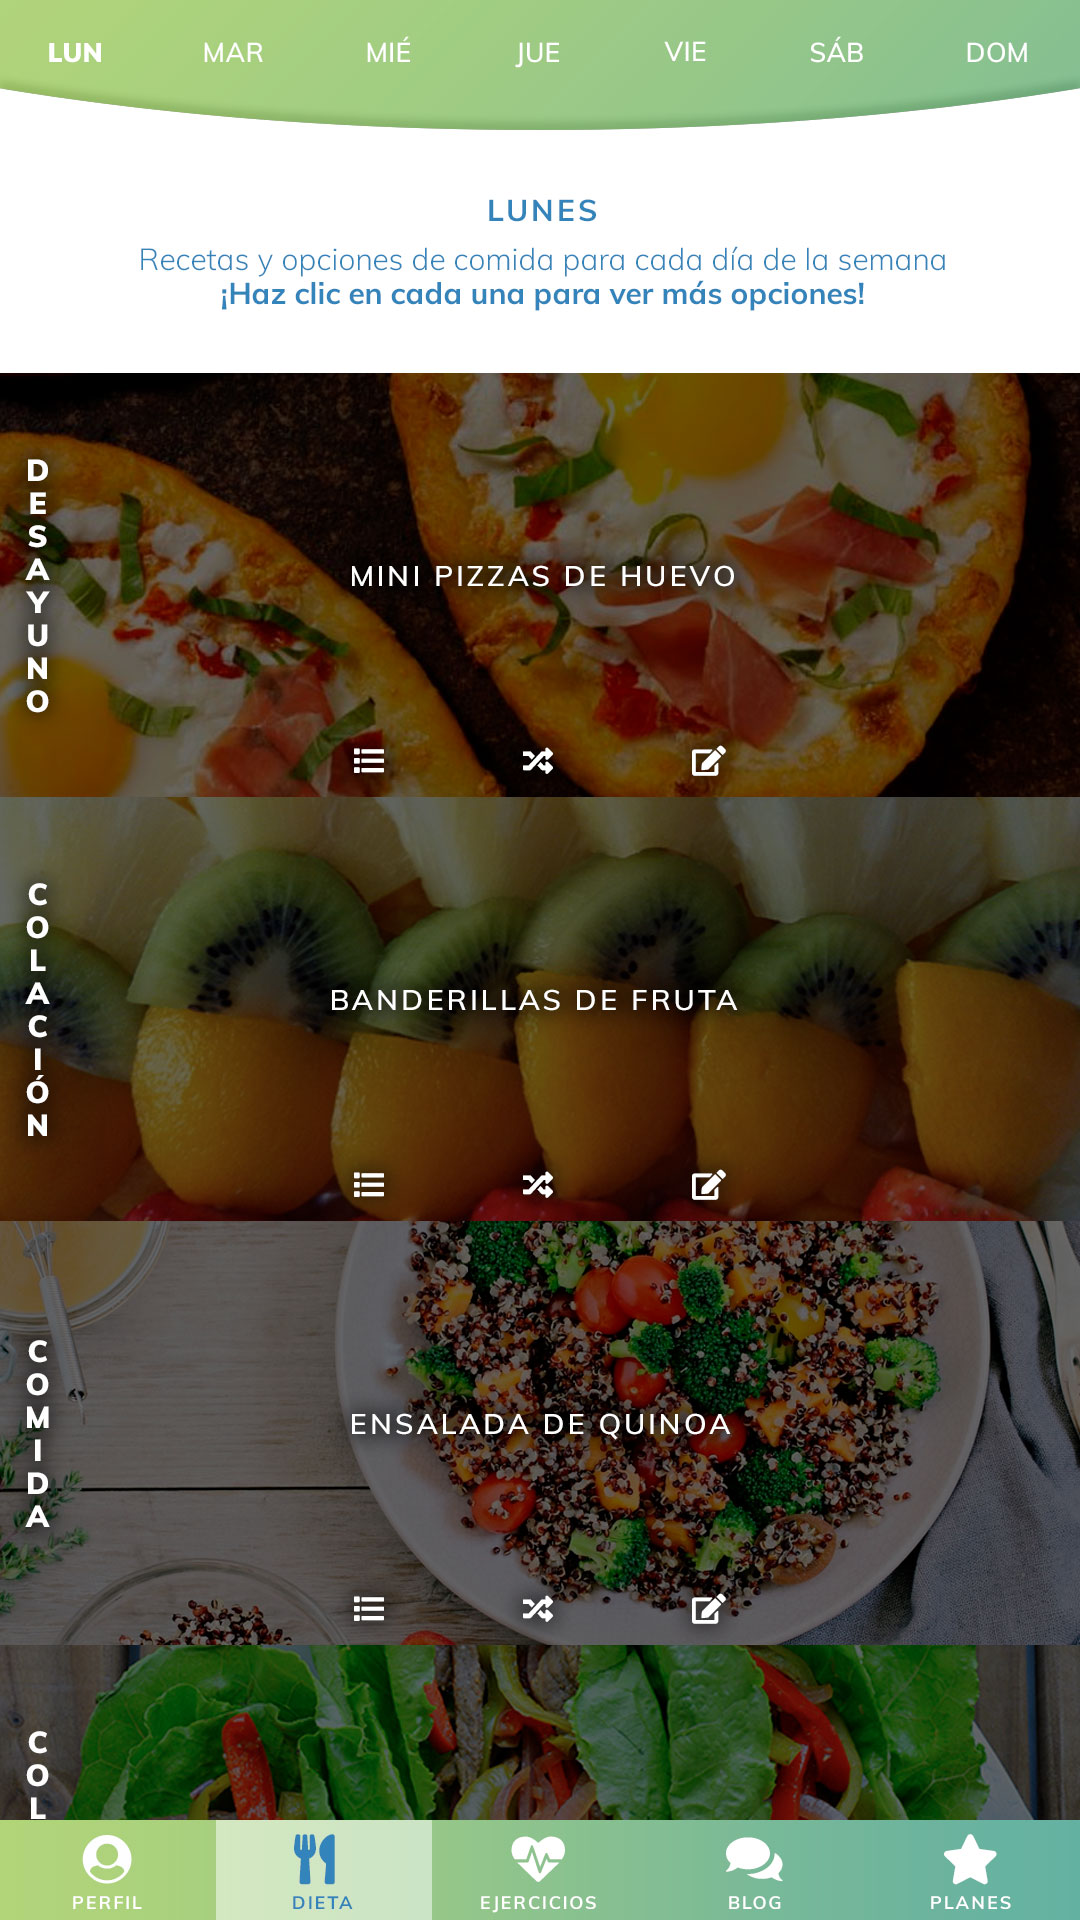 LUN MAR MIÉ JUE VIE SÁB DOM
LUNES
Recetas y opciones de comida para cada día de la semana
¡Haz clic en cada una para ver más opciones!
DESAYUNO
MINI PIZZAS DE HUEVO
COLACIÓN
BANDERILLAS DE FRUTA
COMIDA
ENSALADA DE QUINOA
COL
PERFIL DIETA EJERCICIOS BLOG PLANES